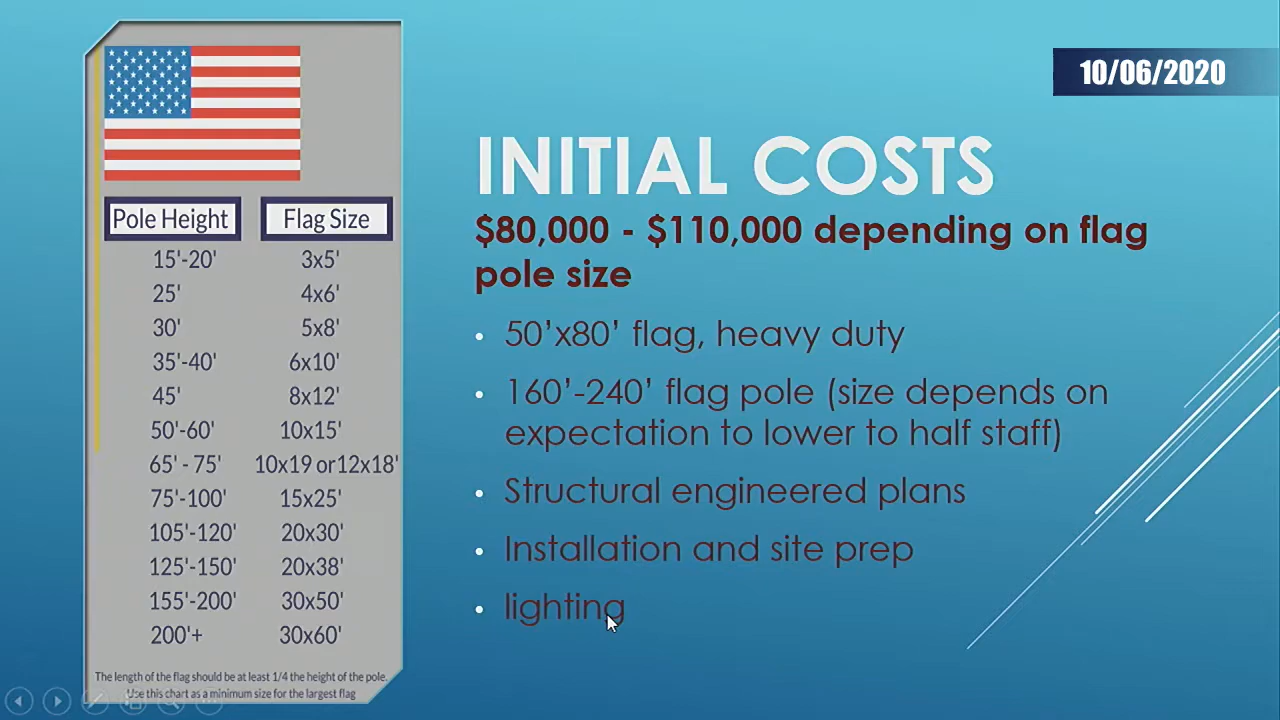 10/06/2020
INITIAL COSTS
$80,000 - $110,000 depending on flag
pole size
• 50’x80’ flag, heavy duty
• 160’-240’ flag pole (size depends on
expectation to lower to half staff)
• Structural engineered plans
• Installation and site prep
• lighting
Pole Height Flag Size
15'-20' 3x5'
25' 4x6'
30' 5x8'
35'-40' 6x10'
45' 8x12'
50'-60' 10x15'
65' - 75' 10x19 or12x18'
75'-100' 15x25'
105'-120' 20x30'
125'-150' 20x38'
155'-200' 30x50'
200'+ 30x60'
The length of the flag should be at least 1/4 the height of the pole.
Use this chart as a minimum size for the largest flag